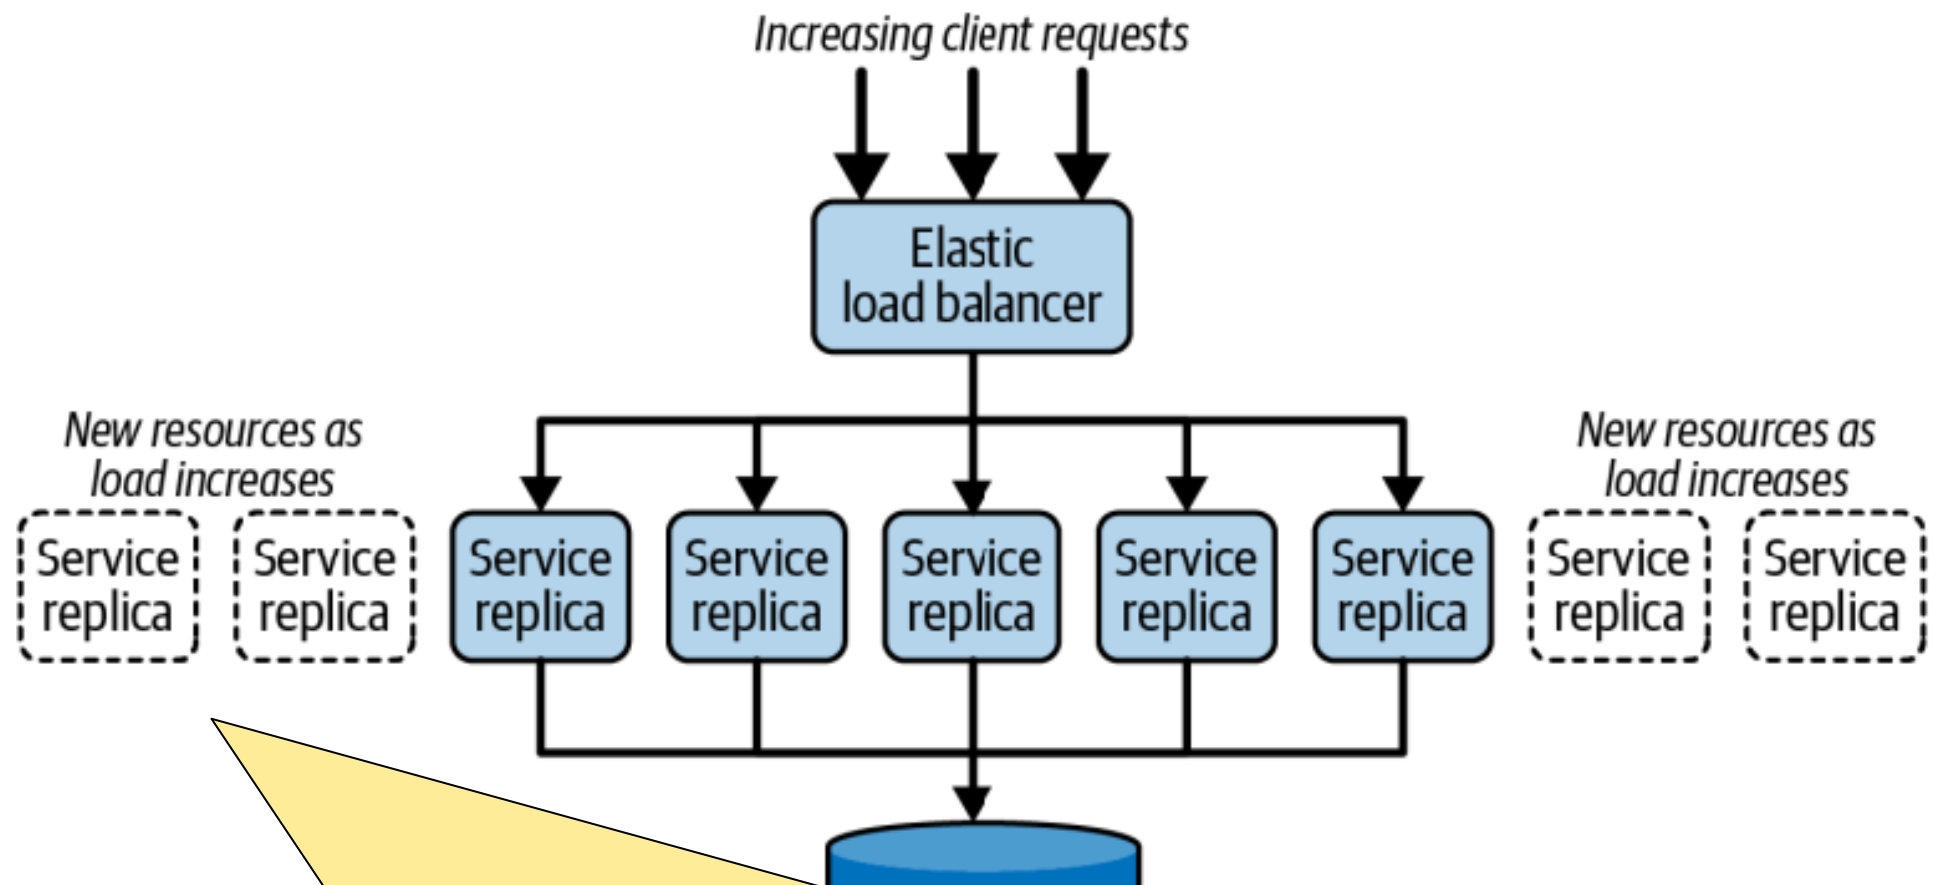 Increasing client requests
Elastic
load balancer
New resources as
load increases
New resources as
load increases
Service
replica
Service
replica
Service
replica
Service
replica
Service
replica
Service
replica
Service
replica
Service
replica
Service
replica